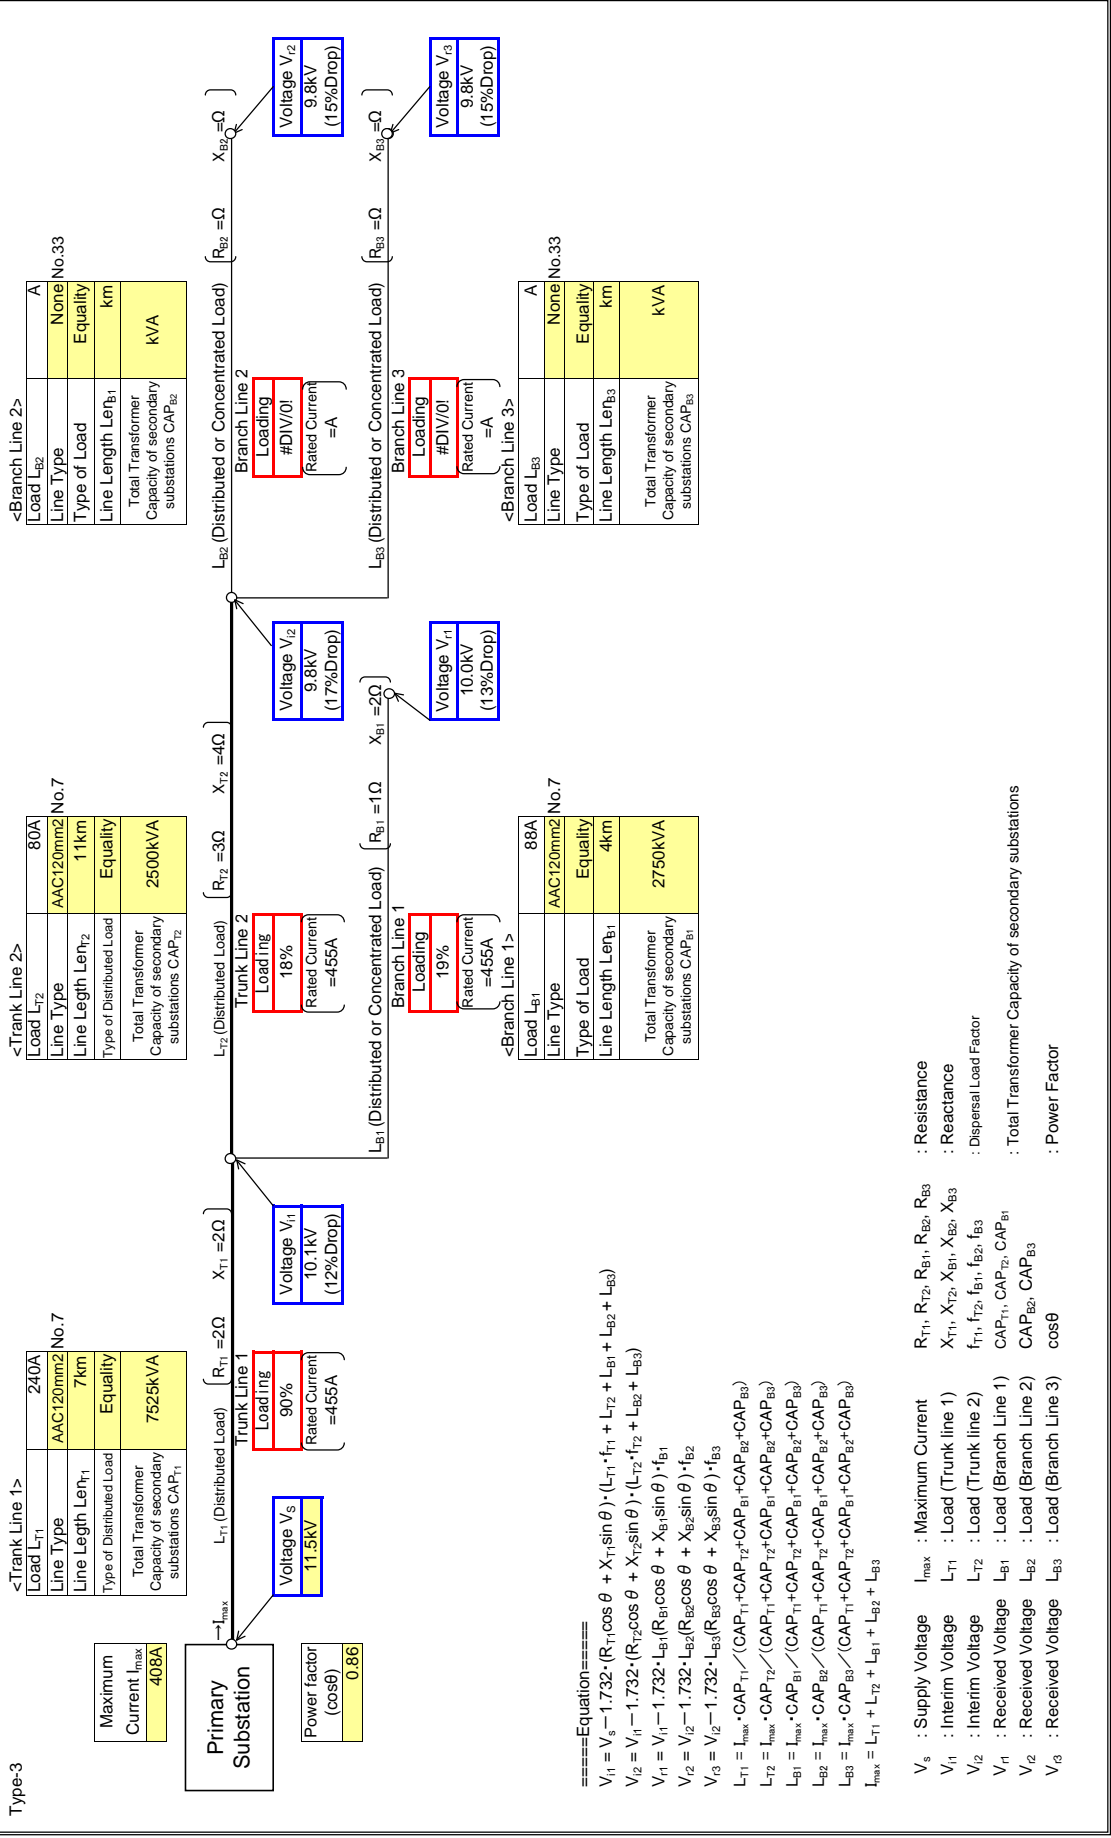 Type-3
Maximum
Current Imax
408A
Primary
Substation
Power factor
(cosθ)
0.86
→Imax
Voltage VS
11.5kV
<Trank Line 1>
Load LT1 240A
Line Type AAC120mm2 No.7
Line Length LenT1 7km
Type of Distributed Load Equality
Total Transformer
Capacity of secondary
substations CAPT1
7525kVA
LT1 (Distributed Load) RT1 =2Ω XT1 =2Ω
Trunk Line 1
Loading
90%
Rated Current
=455A
Voltage Vi1
10.1kV
(12%Drop)
<Trank Line 2>
Load LT2 80A
Line Type AAC120mm2 No.7
Line Legth LenT2 11km
Type of Distributed Load Equality
Total Transformer
Capacity of secondary
substations CAPT2
2500kVA
LT2 (Distributed Load) RT2 =3Ω XT2 =4Ω
Trunk Line 2
Loading
18%
Rated Current
=455A
Voltage Vi2
9.8kV
(17%Drop)
LB1 (Distributed or Concentrated Load) RB1 =1Ω XB1 =2Ω
Branch Line 1
Loading
19%
Rated Current
=455A
Voltage Vr1
10.0kV
(13%Drop)
<Branch Line 1>
Load LB1 88A
Line Type AAC120mm2 No.7
Type of Load Equality
Line Length LenB1 4km
Total Transformer
Capacity of secondary
substations CAPB1
2750kVA
<Branch Line 2>
Load LB2 A
Line Type None No.33
Type of Load Equality
Line Length LenB1 km
Total Transformer
Capacity of secondary
substations CAPB2
kVA
LB2 (Distributed or Concentrated Load) RB2 =Ω XB2 =Ω
Branch Line 2
Loading
#DIV/0!
Rated Current
=A
Voltage Vr2
9.8kV
(15%Drop)
LB3 (Distributed or Concentrated Load) RB3 =Ω XB3 =Ω
Branch Line 3
Loading
#DIV/0!
Rated Current
=A
Voltage Vr3
9.8kV
(15%Drop)
<Branch Line 3>
Load LB3 A
Line Type None No.33
Type of Load Equality
Line Length LenB3 km
Total Transformer
Capacity of secondary
substations CAPB3
kVA
=====Equation=====
Vi1 = Vs－1.732･(RT1cos θ + XT1sin θ)･(LT1･fT1 + LT2 + LB1 + LB2 + LB3)
Vi2 = Vi1－1.732･(RT2cos θ + XT2sin θ)･(LT2･fT2 + LB2 + LB3)
Vr1 = Vi1－1.732･LB1(RB1cos θ + XB1sin θ)･fB1
Vr2 = Vi2－1.732･LB2(RB2cos θ + XB2sin θ)･fB2
Vr3 = Vi2－1.732･LB3(RB3cos θ + XB3sin θ)･fB3
LT1 = Imax･CAPT1／(CAPT1+CAPT2+CAPB1+CAPB2+CAPB3)
LT2 = Imax･CAPT2／(CAPT1+CAPT2+CAPB1+CAPB2+CAPB3)
LB1 = Imax･CAPB1／(CAPT1+CAPT2+CAPB1+CAPB2+CAPB3)
LB2 = Imax･CAPB2／(CAPT1+CAPT2+CAPB1+CAPB2+CAPB3)
LB3 = Imax･CAPB3／(CAPT1+CAPT2+CAPB1+CAPB2+CAPB3)
Imax = LT1 + LT2 + LB1 + LB2 + LB3
Vs : Supply Voltage Imax : Maximum Current RT1, RT2, RB1, RB2, RB3 : Resistance
Vi1 : Interim Voltage LT1 : Load (Trunk line 1) XT1, XT2, XB1, XB2, XB3 : Reactance
Vi2 : Interim Voltage LT2 : Load (Trunk line 2) fT1, fT2, fB1, fB2, fB3 : Dispersal Load Factor
Vr1 : Received Voltage LB1 : Load (Branch Line 1) CAPT1, CAPT2, CAPB1 : Total Transformer Capacity of secondary substations
Vr2 : Received Voltage LB2 : Load (Branch Line 2) CAPB2, CAPB3
Vr3 : Received Voltage LB3 : Load (Branch Line 3) cosθ : Power Factor